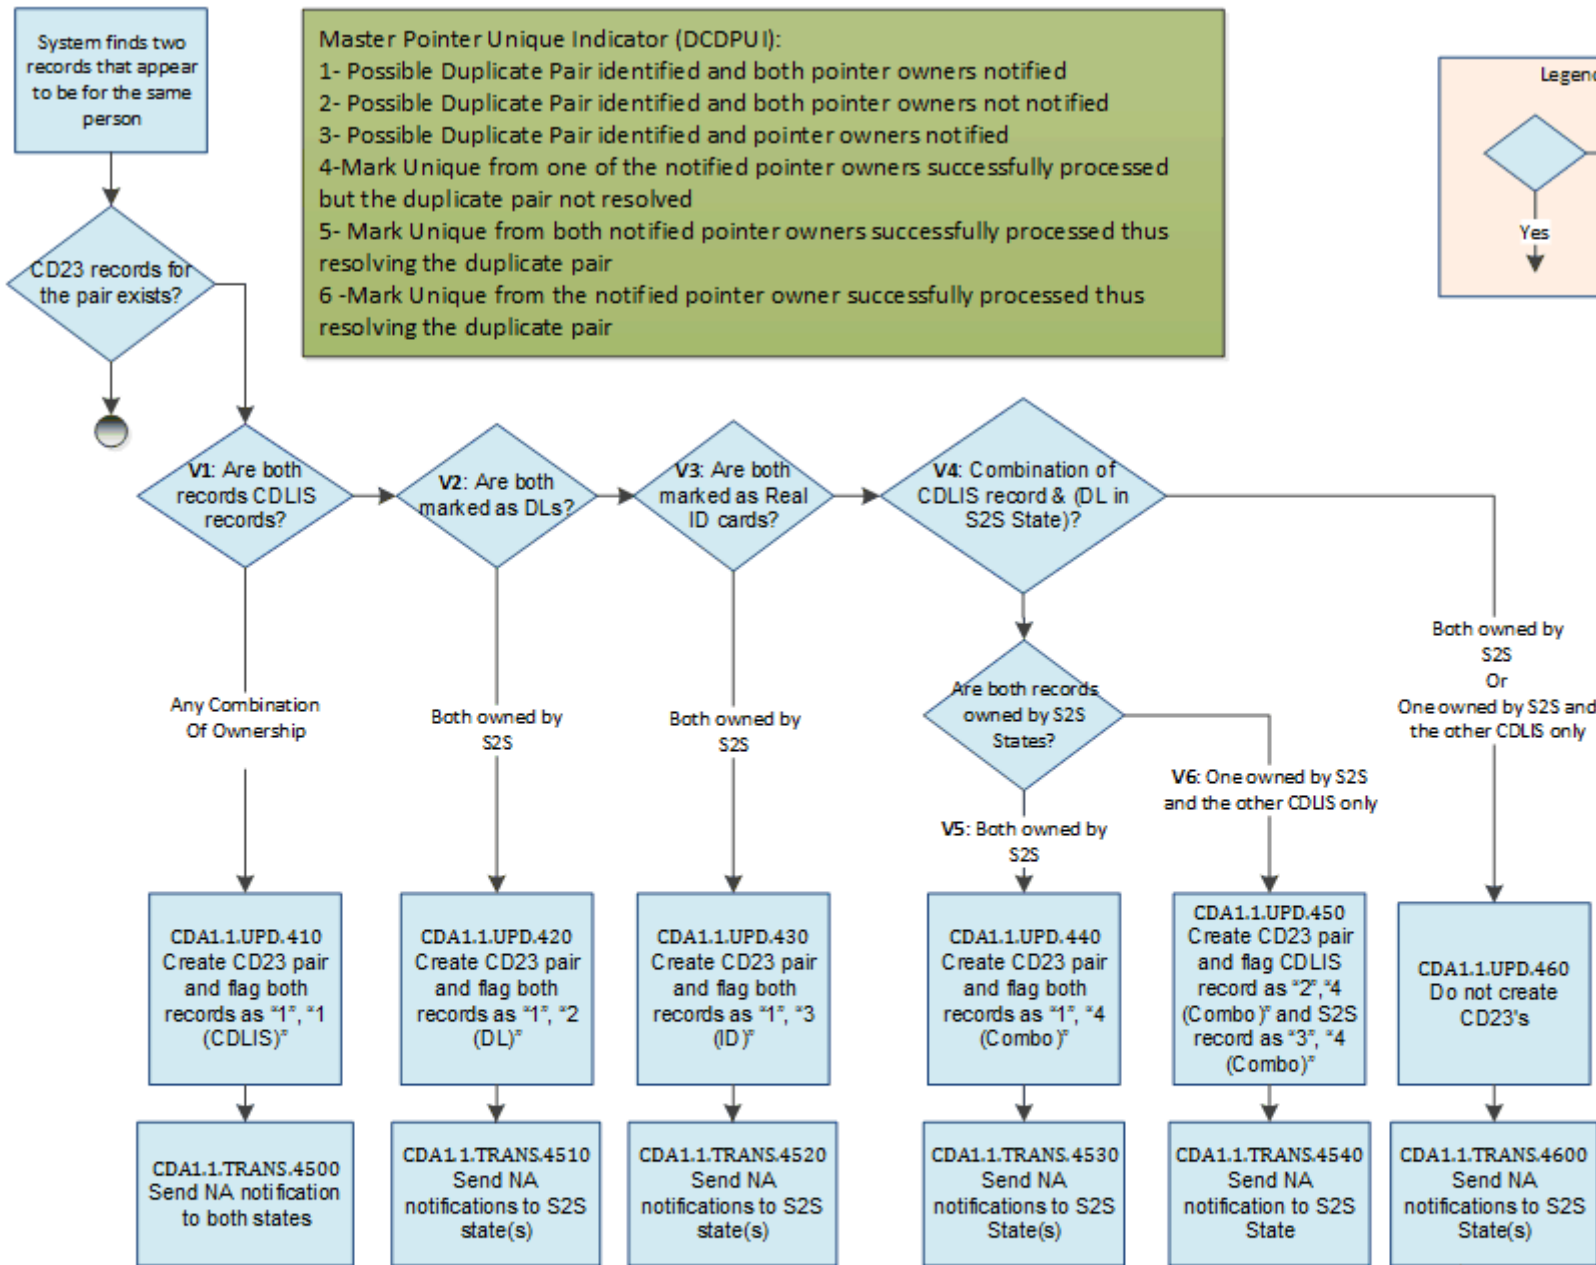 System finds two
records that appear
to be for the same
person
Master Pointer Unique Indicator (DCDPUI):
1- Possible Duplicate Pair identified and both pointer owners notified
2- Possible Duplicate Pair identified and both pointer owners not notified
3- Possible Duplicate Pair identified and pointer owners notified
4-Mark Unique from one of the notified pointer owners successfully processed
but the duplicate pair not resolved
5- Mark Unique from both notified pointer owners successfully processed thus
resolving the duplicate pair
6 -Mark Unique from the notified pointer owner successfully processed thus
resolving the duplicate pair
Legend
Yes
CD23 records for
the pair exists?
V1: Are both
records CDLIS
records?
V2: Are both
marked as DLs?
V3: Are both
marked as Real
ID cards?
V4: Combination of
CDLIS record & (DL in
S2S State)?
Any Combination
Of Ownership
Both owned by
S2S
Both owned by
S2S
Are both records
owned by S2S
States?
V5: Both owned by
S2S
V6: One owned by S2S
and the other CDLIS only
Both owned by
S2S
Or
One owned by S2S and
the other CDLIS only
CDA1.1.UPD.410
Create CD23 pair
and flag both
records as “1”, “1
(CDLIS)”
CDA1.1.UPD.420
Create CD23 pair
and flag both
records as “1”, “2
(DL)”
CDA1.1.UPD.430
Create CD23 pair
and flag both
records as “1”, “3
(ID)”
CDA1.1.UPD.440
Create CD23 pair
and flag both
records as “1”, “4
(Combo)”
CDA1.1.UPD.450
Create CD23 pair
and flag CDLIS
record as “2”,“4
(Combo)” and S2S
record as “3”, “4
(Combo)”
CDA1.1.UPD.460
Do not create
CD23's
CDA1.1.TRANS.4500
Send NA notification
to both states
CDA1.1.TRANS.4510
Send NA
notifications to S2S
state(s)
CDA1.1.TRANS.4520
Send NA
notifications to S2S
state(s)
CDA1.1.TRANS.4530
Send NA
notifications to S2S
State(s)
CDA1.1.TRANS.4540
Send NA
notification to S2S
State
CDA1.1.TRANS.4600
Send NA
notifications to S2S
State(s)